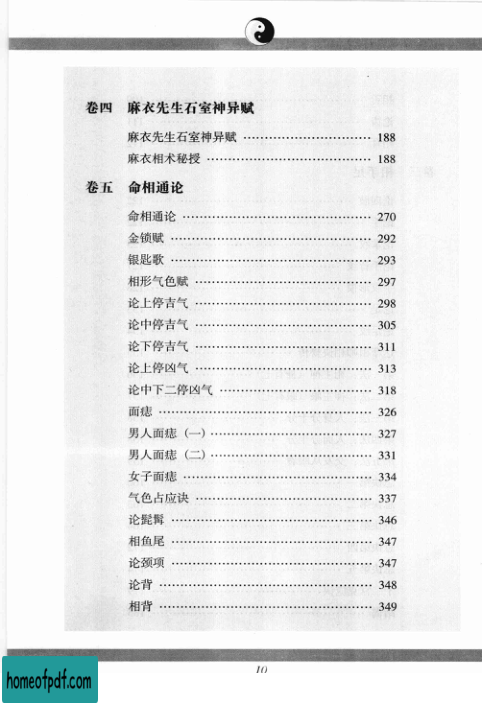 卷四 麻衣先生石室神异赋
麻衣先生石室神异赋 ………………………… 188
麻衣相术秘授 ………………………………… 188
卷五 命相通论
命相通论 ……………………………………… 270
金锁赋 ………………………………………… 292
银匙歌 ………………………………………… 293
相形气色赋 …………………………………… 297
论上停吉气 …………………………………… 298
论中停吉气 …………………………………… 305
论下停吉气 …………………………………… 311
论上停凶气 …………………………………… 313
论中下二停凶气 ……………………………… 318
面痣 …………………………………………… 326
男人面痣（一） ……………………………… 327
男人面痣（二） ……………………………… 331
女子面痣 ……………………………………… 334
气色占应诀 …………………………………… 337
论髭髯 ………………………………………… 346
相鱼尾 ………………………………………… 347
论颈项 ………………………………………… 347
论背 …………………………………………… 348
相背 …………………………………………… 349
10
homeofpdf.com